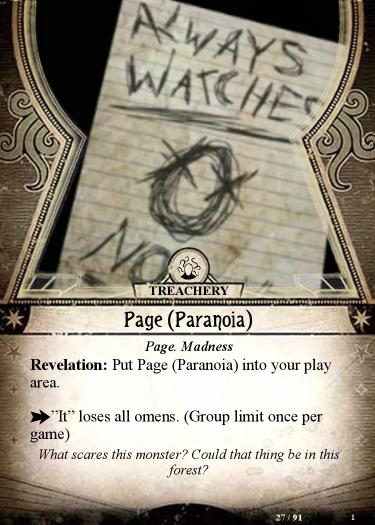 ALWAYS
WATCHES
NO
TREACHERY
Page (Paranoia)
Page. Madness
Revelation: Put Page (Paranoia) into your play
area.
"It" loses all omens. (Group limit once per
game)
What scares this monster? Could that thing be in this
forest?
27 / 91
1